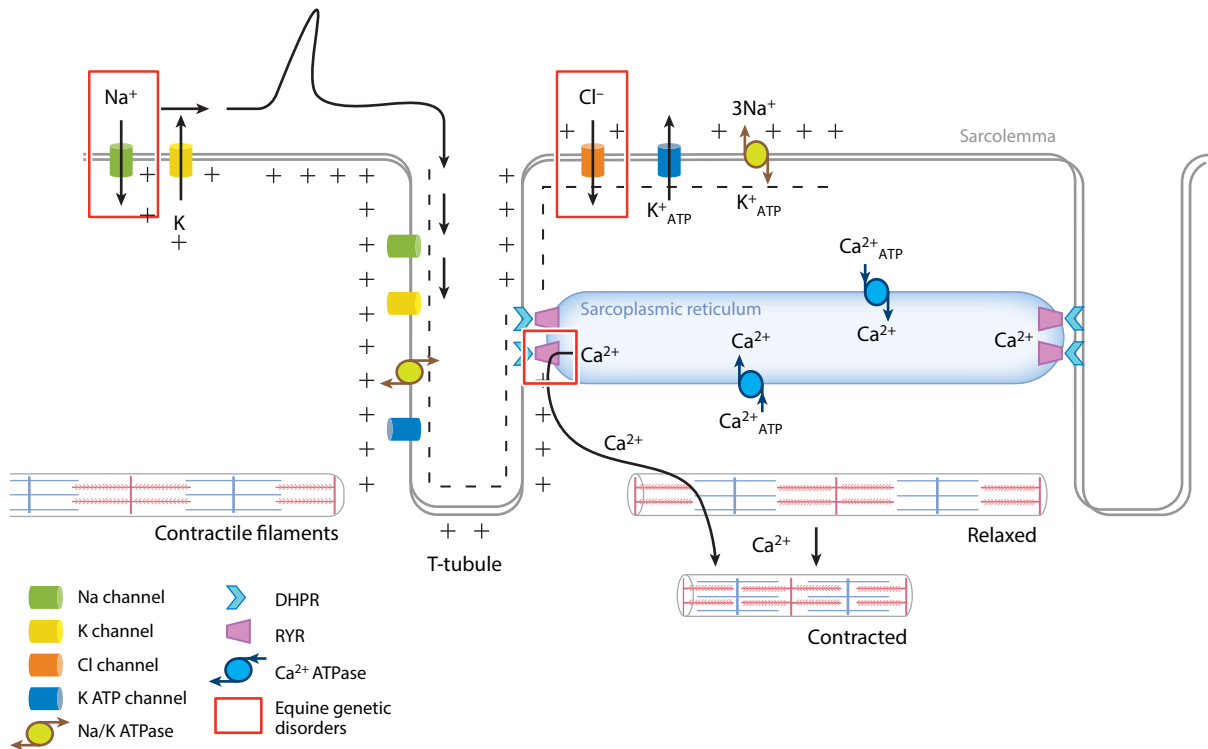 Na⁺
Cl⁻
3Na⁺
Sarcolemma
K
+
K⁺ATP
K⁺ATP
Ca²⁺ATP
Sarcoplasmic reticulum
Ca²⁺
Ca²⁺
Ca²⁺
Ca²⁺
Ca²⁺ATP
Ca²⁺
Contractile filaments
T-tubule
Ca²⁺
Relaxed
Contracted
Na channel
K channel
Cl channel
K ATP channel
Na/K ATPase
DHPR
RYR
Ca²⁺ ATPase
Equine genetic
disorders